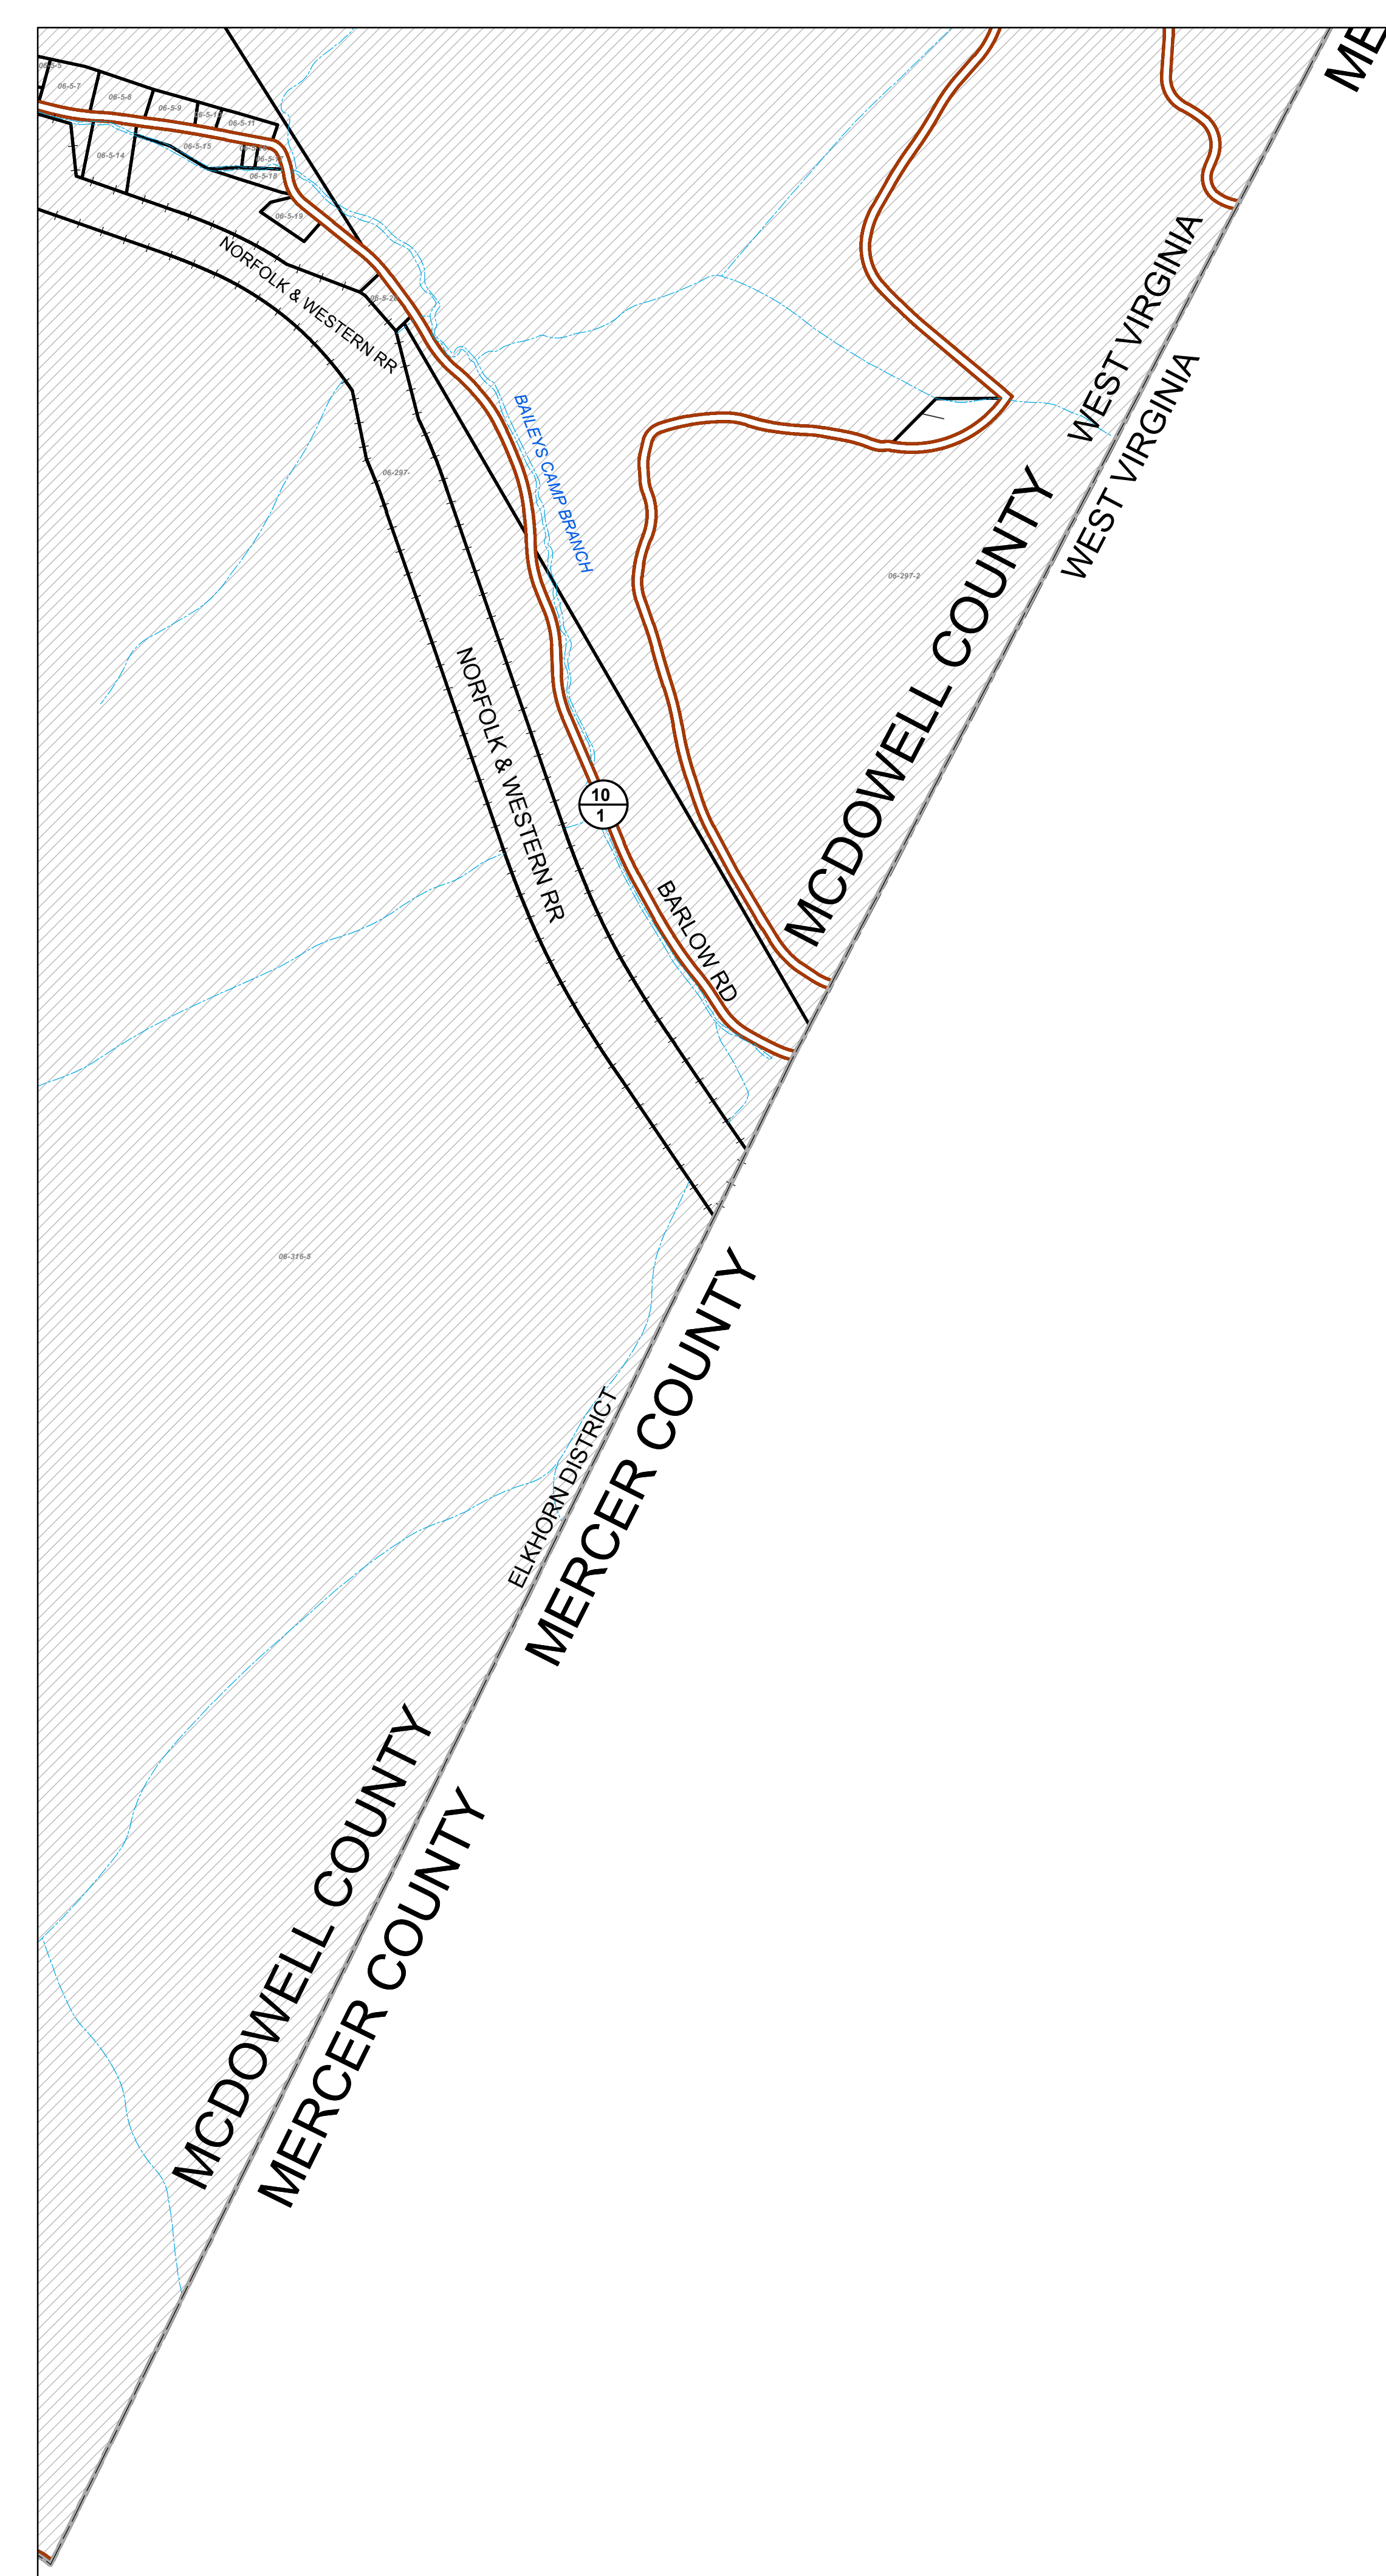 ME
06-5-7
06-5-8
06-5-9
06-5-11
06-5-14
06-5-15
06-5-18
06-5-19
NORFOLK & WESTERN RR
WEST VIRGINIA
WEST VIRGINIA
BAILEYS CAMP BRANCH
06-297-
MCDOWELL COUNTY
06-297-2
NORFOLK & WESTERN RR
10
1
BARLOW RD
06-316-5
MERCER COUNTY
ELKHORN DISTRICT
MCDOWELL COUNTY
MERCER COUNTY